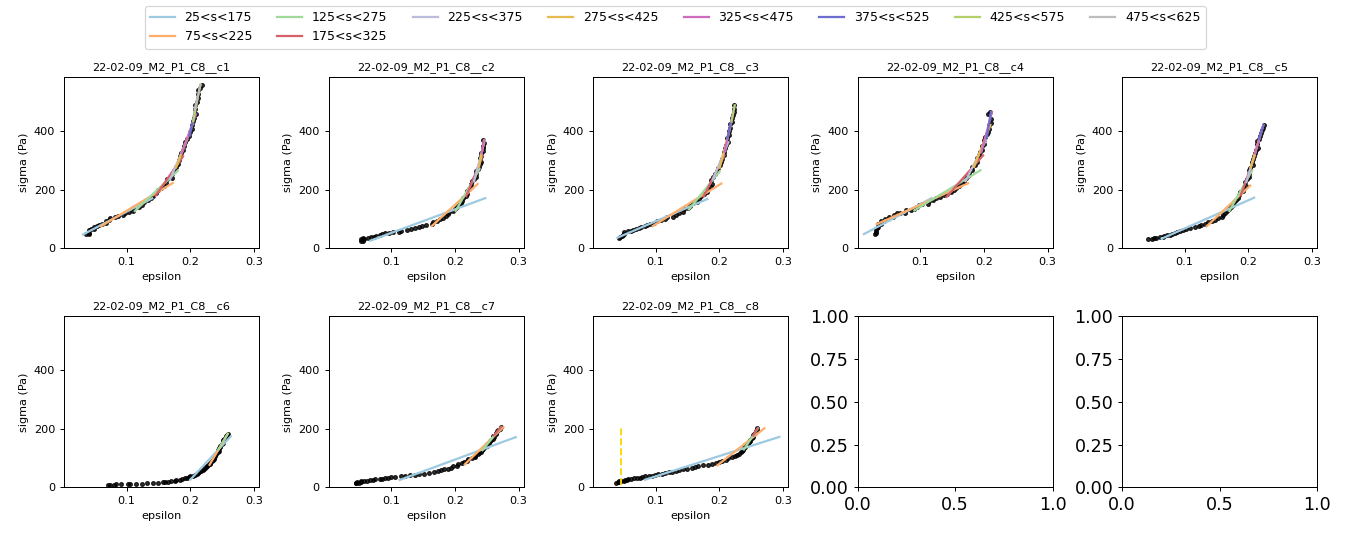 25<s<175 125<s<275 225<s<375 275<s<425 325<s<475 375<s<525 425<s<575 475<s<625
75<s<225 175<s<325
22-02-09_M2_P1_C8__c1 22-02-09_M2_P1_C8__c2 22-02-09_M2_P1_C8__c3 22-02-09_M2_P1_C8__c4 22-02-09_M2_P1_C8__c5
sigma (Pa) sigma (Pa) sigma (Pa) sigma (Pa) sigma (Pa)
400 400 400 400 400
200 200 200 200 200
0 0 0 0 0
0.1 0.2 0.3 0.1 0.2 0.3 0.1 0.2 0.3 0.1 0.2 0.3 0.1 0.2 0.3
epsilon epsilon epsilon epsilon epsilon
22-02-09_M2_P1_C8__c6 22-02-09_M2_P1_C8__c7 22-02-09_M2_P1_C8__c8
sigma (Pa) sigma (Pa) sigma (Pa)
400 400 400
200 200 200
0 0 0
0.1 0.2 0.3 0.1 0.2 0.3 0.1 0.2 0.3
epsilon epsilon epsilon
1.00 1.00
0.75 0.75
0.50 0.50
0.25 0.25
0.00 0.00
0.0 0.5 1.0 0.0 0.5 1.0